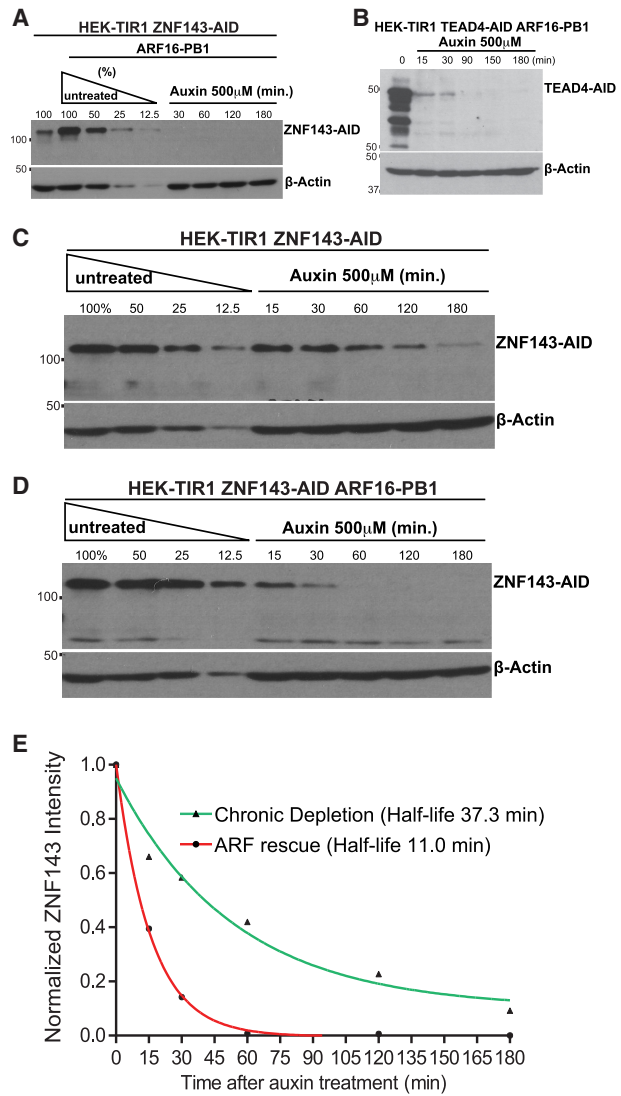 A
HEK-TIR1 ZNF143-AID
ARF16-PB1
(%)
untreated
Auxin 500µM (min.)
100 100 50 25 12.5 30 60 120 180
ZNF143-AID
100
50
β-Actin
B
HEK-TIR1 TEAD4-AID ARF16-PB1
Auxin 500µM
0 15 30 90 150 180 (min)
TEAD4-AID
50
50
50
β-Actin
37
C
HEK-TIR1 ZNF143-AID
untreated
Auxin 500µM (min.)
100% 50 25 12.5 15 30 60 120 180
ZNF143-AID
100
50
β-Actin
D
HEK-TIR1 ZNF143-AID ARF16-PB1
untreated
Auxin 500µM (min.)
100% 50 25 12.5 15 30 60 120 180
ZNF143-AID
100
50
β-Actin
E
Normalized ZNF143 Intensity
1.0
0.8
0.6
0.4
0.2
0.0
Chronic Depletion (Half-life 37.3 min)
ARF rescue (Half-life 11.0 min)
0 15 30 45 60 75 90 105 120 135 150 165 180
Time after auxin treatment (min)